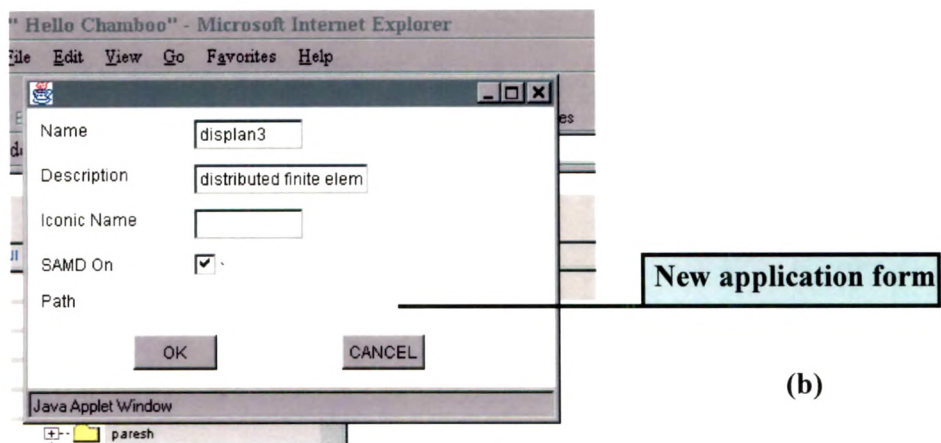 " Hello Chamboo" - Microsoft Internet Explorer
File Edit View Go Favorites Help
es
Name displan3
Description distributed finite elem
Iconic Name
SAMD On
Path
New application form
OK CANCEL
(b)
Java Applet Window
paresh